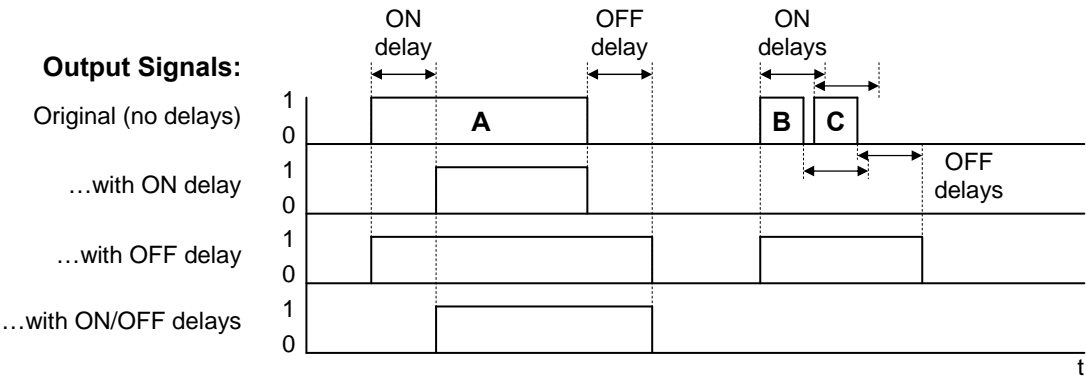 ON
delay
OFF
delay
ON
delays
Output Signals:
Original (no delays)
1
0
A
B
C
OFF
delays
…with ON delay
1
0
…with OFF delay
1
0
…with ON/OFF delays
1
0
t